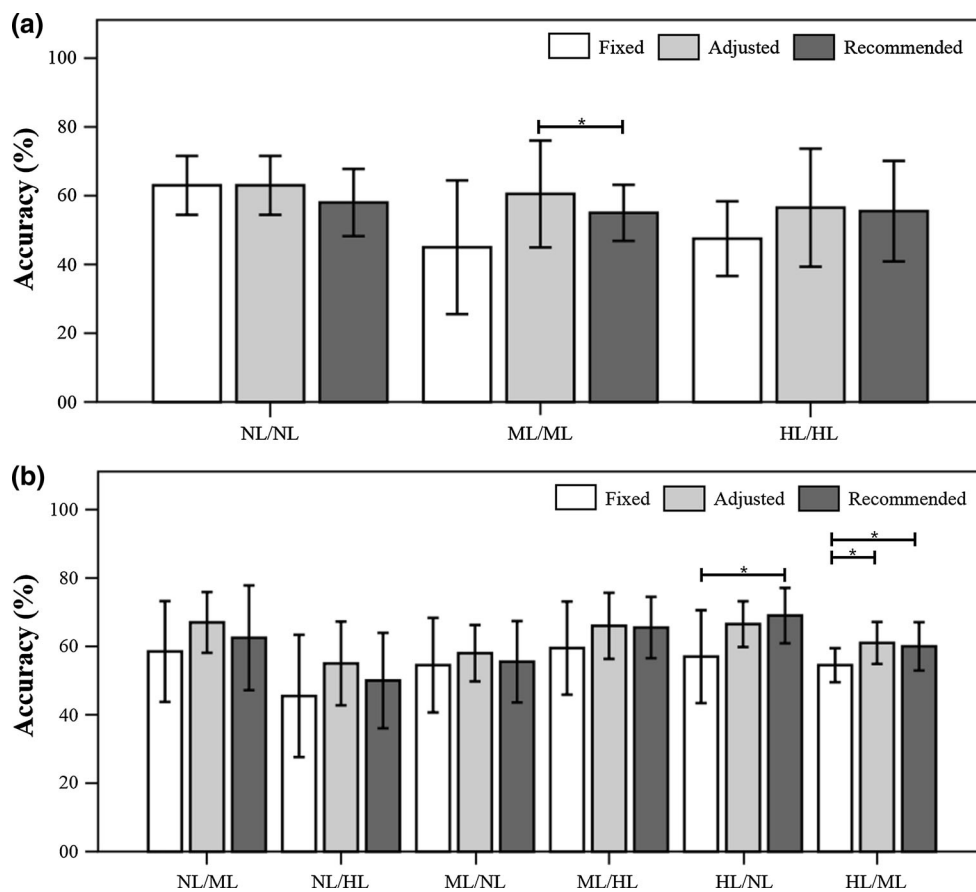 (a)
Fixed Adjusted Recommended
100
80
60
40
20
00
Accuracy (%)
*
NL/NL ML/ML HL/HL
(b)
Fixed Adjusted Recommended
100
80
60
40
20
00
Accuracy (%)
* * *
NL/ML NL/HL ML/NL ML/HL HL/NL HL/ML